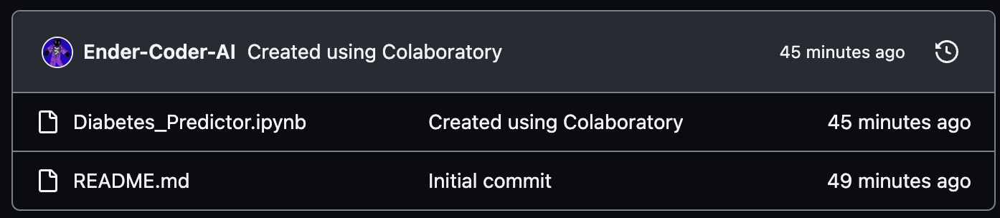 Ender-Coder-AI Created using Colaboratory 45 minutes ago
Diabetes_Predictor.ipynb Created using Colaboratory 45 minutes ago
README.md Initial commit 49 minutes ago